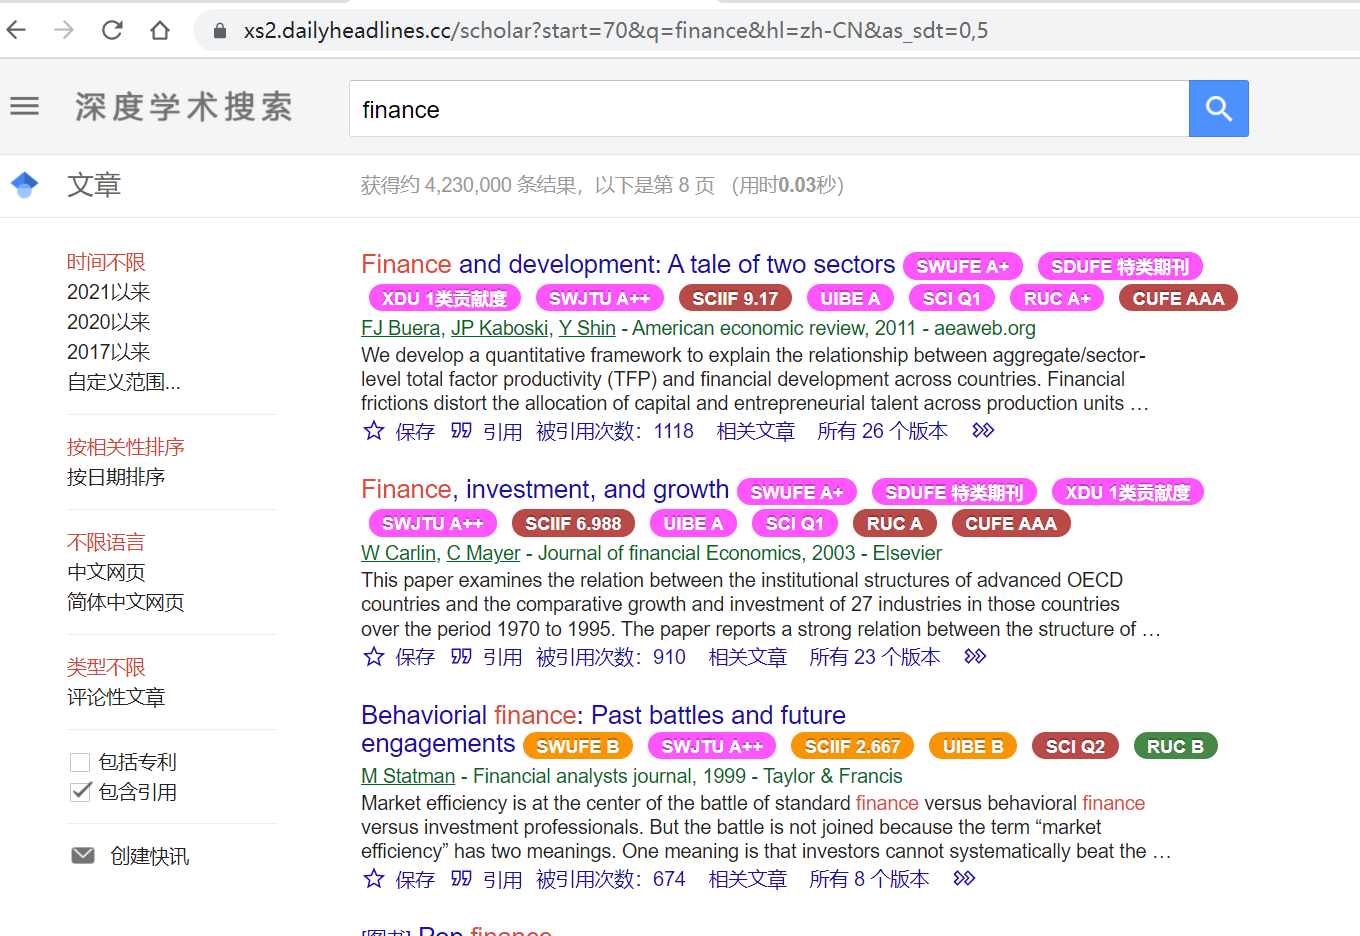 xs2.dailyheadlines.cc/scholar?start=70&q=finance&hl=zh-CN&as_sdt=0,5
深度学术搜索
finance
文章
获得约 4,230,000 条结果，以下是第 8 页 （用时0.03秒）
时间不限
2021以来
2020以来
2017以来
自定义范围...
按相关性排序
按日期排序
不限语言
中文网页
简体中文网页
类型不限
评论性文章
包括专利
包含引用
创建快讯
Finance and development: A tale of two sectors SWUFE A+ SDUFE 特类期刊
XDU 1类贡献度 SWJTU A++ SCIIF 9.17 UIBE A SCI Q1 RUC A+ CUFE AAA
FJ Buera, JP Kaboski, Y Shin - American economic review, 2011 - aeaweb.org
We develop a quantitative framework to explain the relationship between aggregate/sector-
level total factor productivity (TFP) and financial development across countries. Financial
frictions distort the allocation of capital and entrepreneurial talent across production units …
保存 引用 被引用次数：1118 相关文章 所有 26 个版本
Finance, investment, and growth SWUFE A+ SDUFE 特类期刊 XDU 1类贡献度
SWJTU A++ SCIIF 6.988 UIBE A SCI Q1 RUC A CUFE AAA
W Carlin, C Mayer - Journal of financial Economics, 2003 - Elsevier
This paper examines the relation between the institutional structures of advanced OECD
countries and the comparative growth and investment of 27 industries in those countries
over the period 1970 to 1995. The paper reports a strong relation between the structure of …
保存 引用 被引用次数：910 相关文章 所有 23 个版本
Behaviorial finance: Past battles and future
engagements SWUFE B SWJTU A++ SCIIF 2.667 UIBE B SCI Q2 RUC B
M Statman - Financial analysts journal, 1999 - Taylor & Francis
Market efficiency is at the center of the battle of standard finance versus behavioral finance
versus investment professionals. But the battle is not joined because the term “market
efficiency” has two meanings. One meaning is that investors cannot systematically beat the …
保存 引用 被引用次数：674 相关文章 所有 8 个版本
[图书] Pop finance